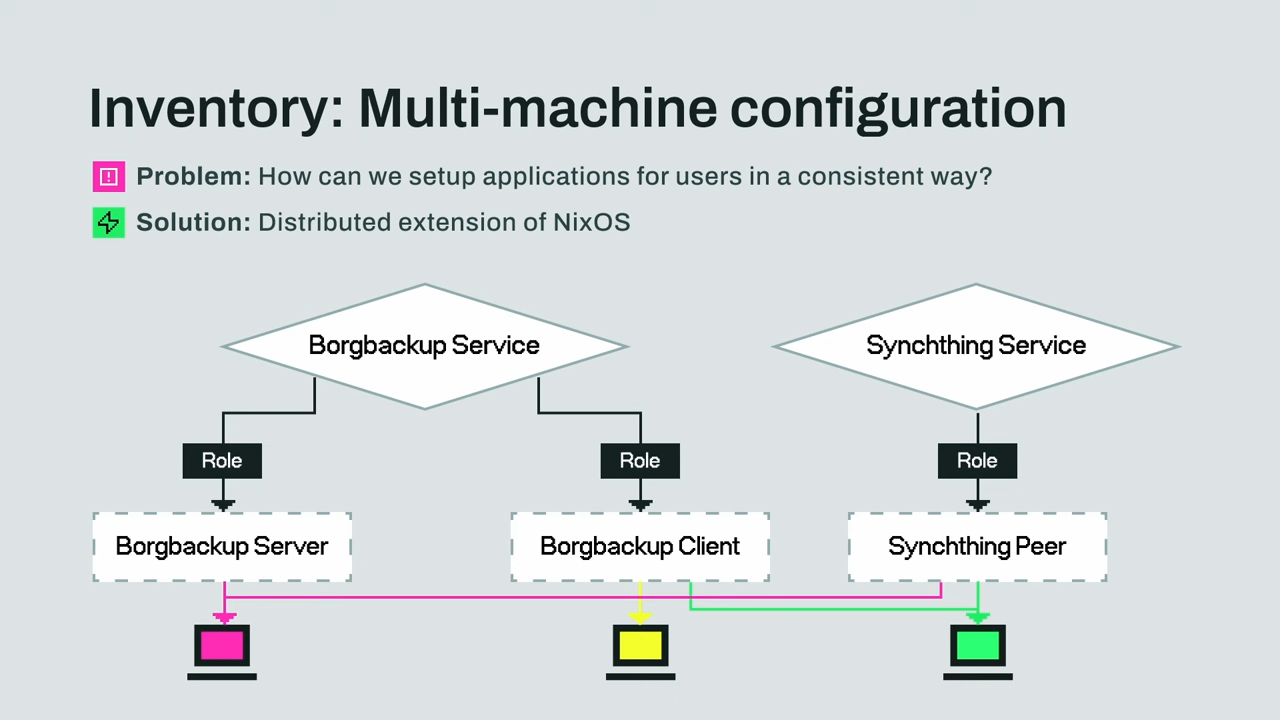 Inventory: Multi-machine configuration
Problem: How can we setup applications for users in a consistent way?
Solution: Distributed extension of NixOS
Borgbackup Service
Synchthing Service
Role
Role
Role
Borgbackup Server
Borgbackup Client
Synchthing Peer